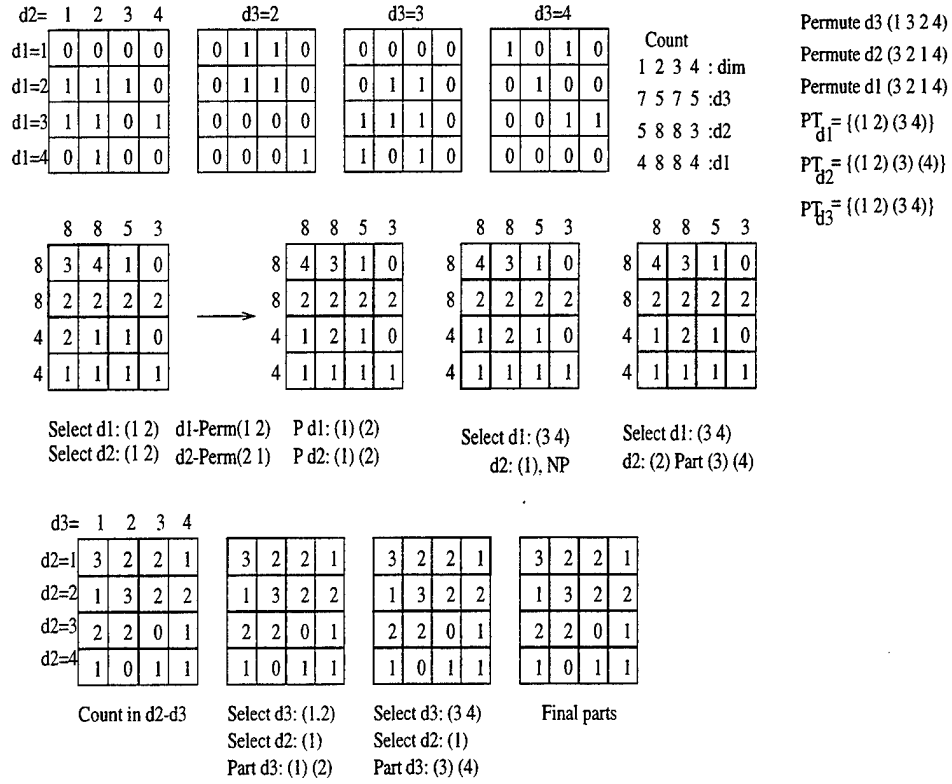 d2= 1 2 3 4 d3=2 d3=3 d3=4
d1=1 0 0 0 0 0 1 1 0 0 0 0 0 1 0 1 0
d1=2 1 1 1 0 0 1 1 0 0 1 1 0 0 1 0 0
d1=3 1 1 0 1 0 0 0 0 1 1 1 0 0 0 1 1
d1=4 0 1 0 0 0 0 0 1 1 0 1 0 0 0 0 0
Count
1 2 3 4 : dim
7 5 7 5 :d3
5 8 8 3 :d2
4 8 8 4 :d1
Permute d3 (1 3 2 4)
Permute d2 (3 2 1 4)
Permute d1 (3 2 1 4)
PTd1= {(1 2) (3 4)}
PTd2= {(1 2) (3) (4)}
PTd3= {(1 2) (3 4)}
8 8 5 3 8 8 5 3 8 8 5 3 8 8 5 3
8 3 4 1 0 8 4 3 1 0 8 4 3 1 0 8 4 3 1 0
8 2 2 2 2 8 2 2 2 2 8 2 2 2 2 8 2 2 2 2
4 2 1 1 0 4 1 2 1 0 4 1 2 1 0 4 1 2 1 0
4 1 1 1 1 4 1 1 1 1 4 1 1 1 1 4 1 1 1 1
Select d1: (1 2) d1-Perm(1 2) P d1: (1) (2)
Select d2: (1 2) d2-Perm(2 1) P d2: (1) (2)
Select d1: (3 4)
d2: (1), NP
Select d1: (3 4)
d2: (2) Part (3) (4)
d3= 1 2 3 4
d2=1 3 2 2 1 3 2 2 1 3 2 2 1 3 2 2 1
d2=2 1 3 2 2 1 3 2 2 1 3 2 2 1 3 2 2
d2=3 2 2 0 1 2 2 0 1 2 2 0 1 2 2 0 1
d2=4 1 0 1 1 1 0 1 1 1 0 1 1 1 0 1 1
Count in d2-d3
Select d3: (1.2)
Select d2: (1)
Part d3: (1) (2)
Select d3: (3 4)
Select d2: (1)
Part d3: (3) (4)
Final parts